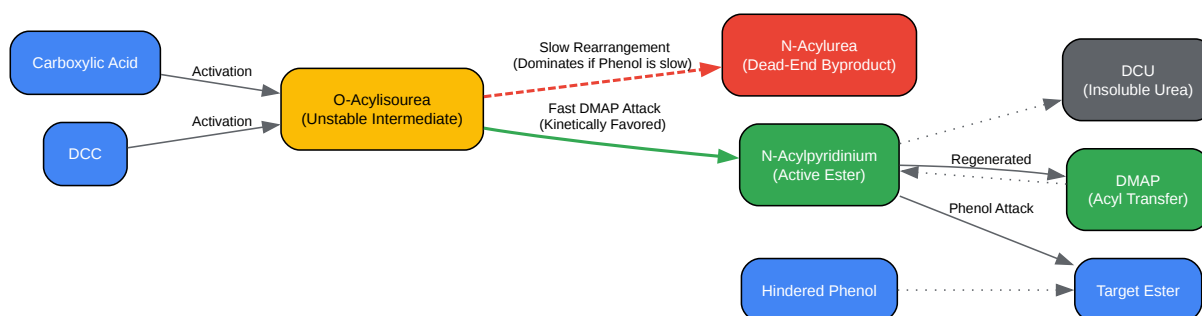 Carboxylic Acid
Activation
DCC
Activation
O-Acylisourea
(Unstable Intermediate)
Slow Rearrangement
(Dominates if Phenol is slow)
Fast DMAP Attack
(Kinetically Favored)
N-Acylurea
(Dead-End Byproduct)
N-Acylpyridinium
(Active Ester)
DCU
(Insoluble Urea)
Regenerated
DMAP
(Acyl Transfer)
Phenol Attack
Hindered Phenol
Target Ester